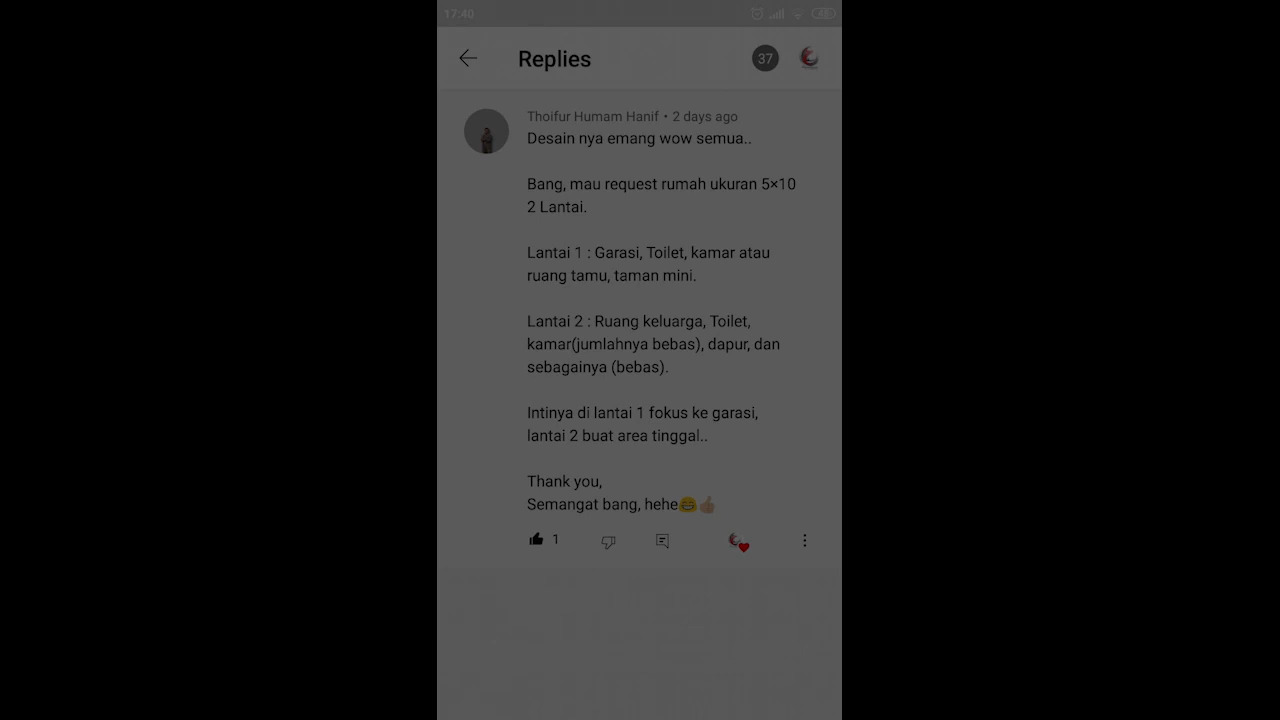 17:40
Replies
37
Thoifur Humam Hanif • 2 days ago
Desain nya emang wow semua..
Bang, mau request rumah ukuran 5×10
2 Lantai.
Lantai 1 : Garasi, Toilet, kamar atau
ruang tamu, taman mini.
Lantai 2 : Ruang keluarga, Toilet,
kamar(jumlahnya bebas), dapur, dan
sebagainya (bebas).
Intinya di lantai 1 fokus ke garasi,
lantai 2 buat area tinggal..
Thank you,
Semangat bang, hehe😁👍🏼
1